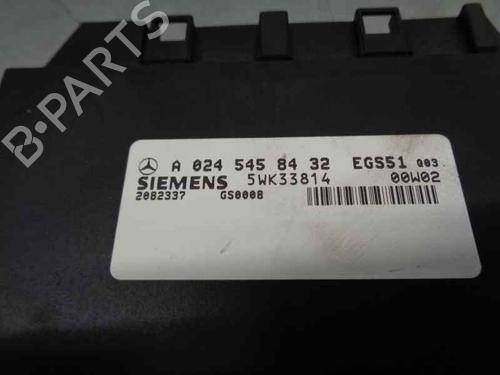 A 024 545 84 32 EGS51 Q03
SIEMENS 5WK33814 00W02
2082337 GS0008
B-PARTS